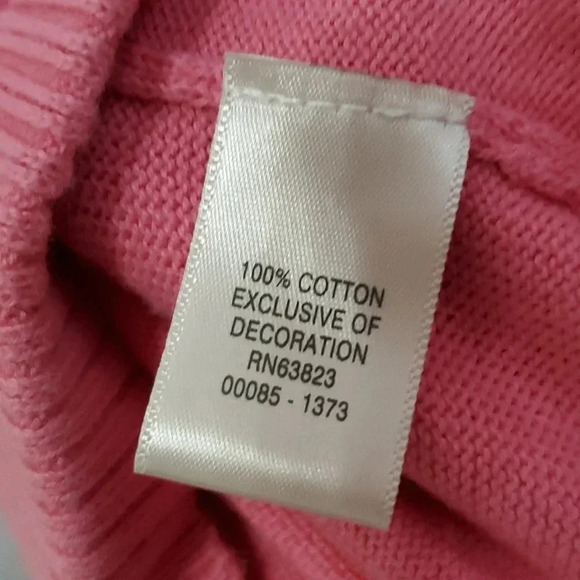 100% COTTON
EXCLUSIVE OF
DECORATION
RN63823
00085 - 1373